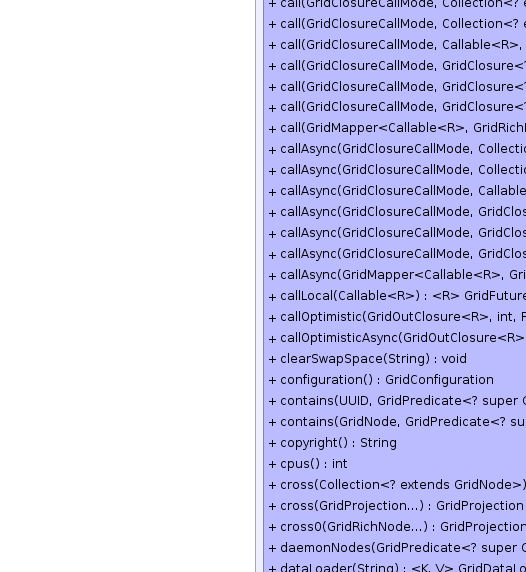 + call(GridClosureCallMode, Collection<? e
+ call(GridClosureCallMode, Collection<? e
+ call(GridClosureCallMode, Callable<R>,
+ call(GridClosureCallMode, GridClosure<?
+ call(GridClosureCallMode, GridClosure<?
+ call(GridClosureCallMode, GridClosure<?
+ call(GridMapper<Callable<R>, GridRichN
+ callAsync(GridClosureCallMode, Collectio
+ callAsync(GridClosureCallMode, Collectio
+ callAsync(GridClosureCallMode, Callable
+ callAsync(GridClosureCallMode, GridClos
+ callAsync(GridClosureCallMode, GridClos
+ callAsync(GridClosureCallMode, GridClos
+ callAsync(GridMapper<Callable<R>, Gri
+ callLocal(Callable<R>) : <R> GridFuture
+ callOptimistic(GridOutClosure<R>, int, F
+ callOptimisticAsync(GridOutClosure<R>
+ clearSwapSpace(String) : void
+ configuration() : GridConfiguration
+ contains(UUID, GridPredicate<? super G
+ contains(GridNode, GridPredicate<? su
+ copyright() : String
+ cpus() : int
+ cross(Collection<? extends GridNode>)
+ cross(GridProjection...) : GridProjection
+ cross0(GridRichNode...) : GridProjection
+ daemonNodes(GridPredicate<? super G
+ dataLoader(String) : <K, V> GridDataLo